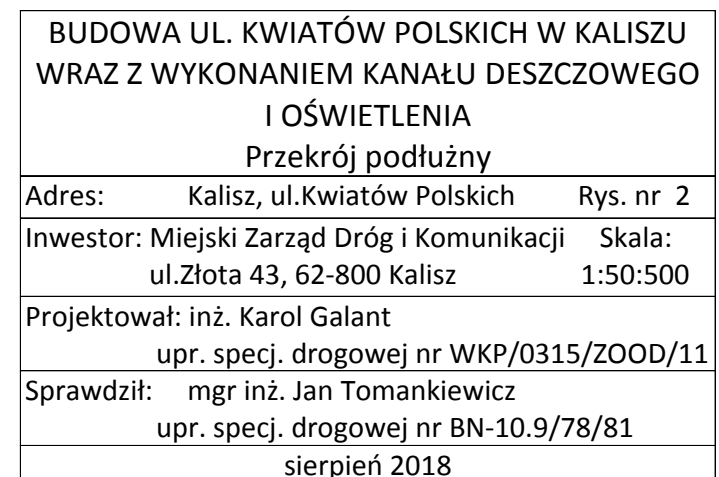 BUDOWA UL. KWIATÓW POLSKICH W KALISZU
WRAZ Z WYKONANIEM KANAŁU DESZCZOWEGO
I OŚWIETLENIA
Przekrój podłużny
Adres: Kalisz, ul.Kwiatów Polskich Rys. nr 2
Inwestor: Miejski Zarząd Dróg i Komunikacji Skala:
ul.Złota 43, 62-800 Kalisz 1:50:500
Projektował: inż. Karol Galant
upr. specj. drogowej nr WKP/0315/ZOOD/11
Sprawdził: mgr inż. Jan Tomankiewicz
upr. specj. drogowej nr BN-10.9/78/81
sierpień 2018